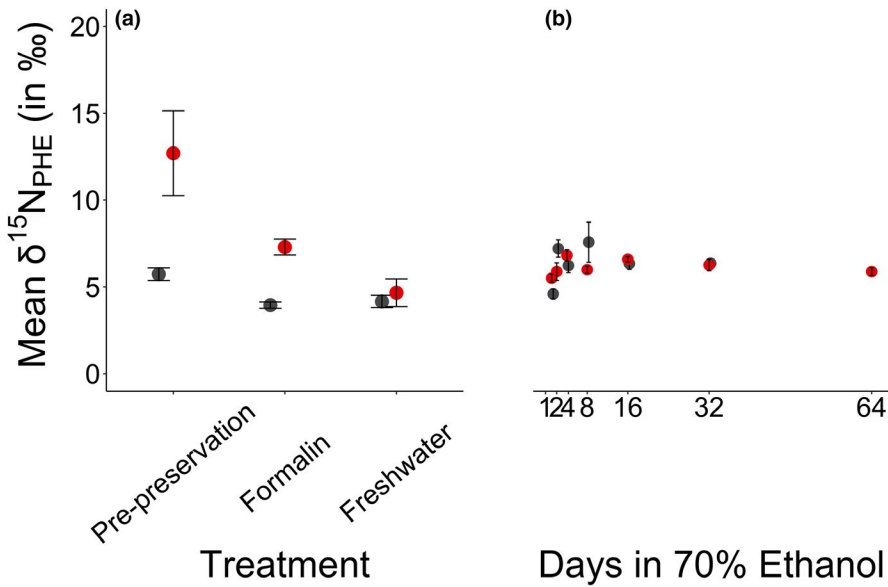 (a)
(b)
Mean δ15NPHE (in ‰)
20
15
10
5
0
Pre-preservation
Formalin
Freshwater
1 2 4 8 16 32 64
Treatment
Days in 70% Ethanol